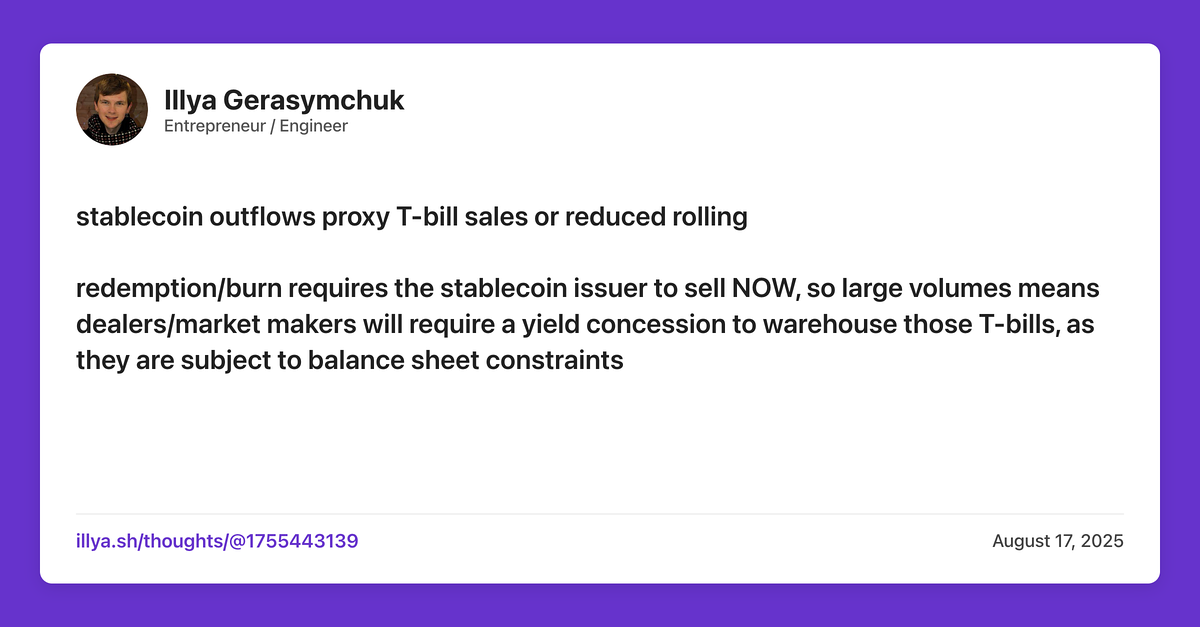 Illya Gerasymchuk
Entrepreneur / Engineer
stablecoin outflows proxy T-bill sales or reduced rolling
redemption/burn requires the stablecoin issuer to sell NOW, so large volumes means
dealers/market makers will require a yield concession to warehouse those T-bills, as
they are subject to balance sheet constraints
illya.sh/thoughts/@1755443139
August 17, 2025